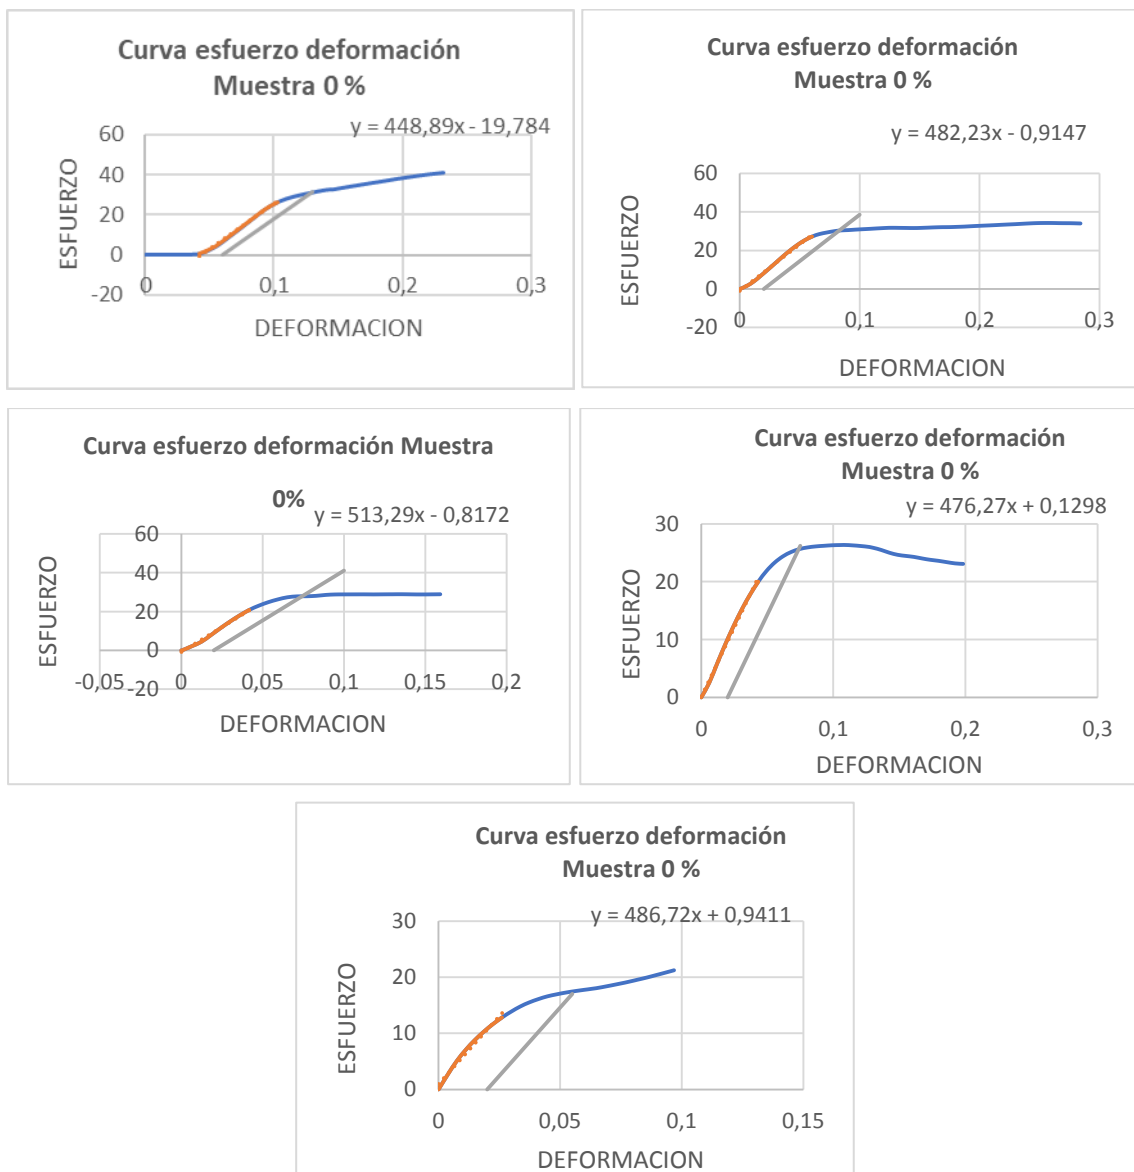 Curva esfuerzo deformación
Muestra 0 %
y = 448,89x - 19,784
60
40
20
0
-20
0
0,1
0,2
0,3
ESFUERZO
DEFORMACION
Curva esfuerzo deformación
Muestra 0 %
y = 482,23x - 0,9147
60
40
20
0
-20
0
0,1
0,2
0,3
ESFUERZO
DEFORMACION
Curva esfuerzo deformación Muestra
0%
y = 513,29x - 0,8172
60
40
20
0
-20
-0,05
0
0,05
0,1
0,15
0,2
ESFUERZO
DEFORMACION
Curva esfuerzo deformación
Muestra 0 %
y = 476,27x + 0,1298
30
20
10
0
0
0,1
0,2
0,3
ESFUERZO
DEFORMACION
Curva esfuerzo deformación
Muestra 0 %
y = 486,72x + 0,9411
30
20
10
0
0
0,05
0,1
0,15
ESFUERZO
DEFORMACION